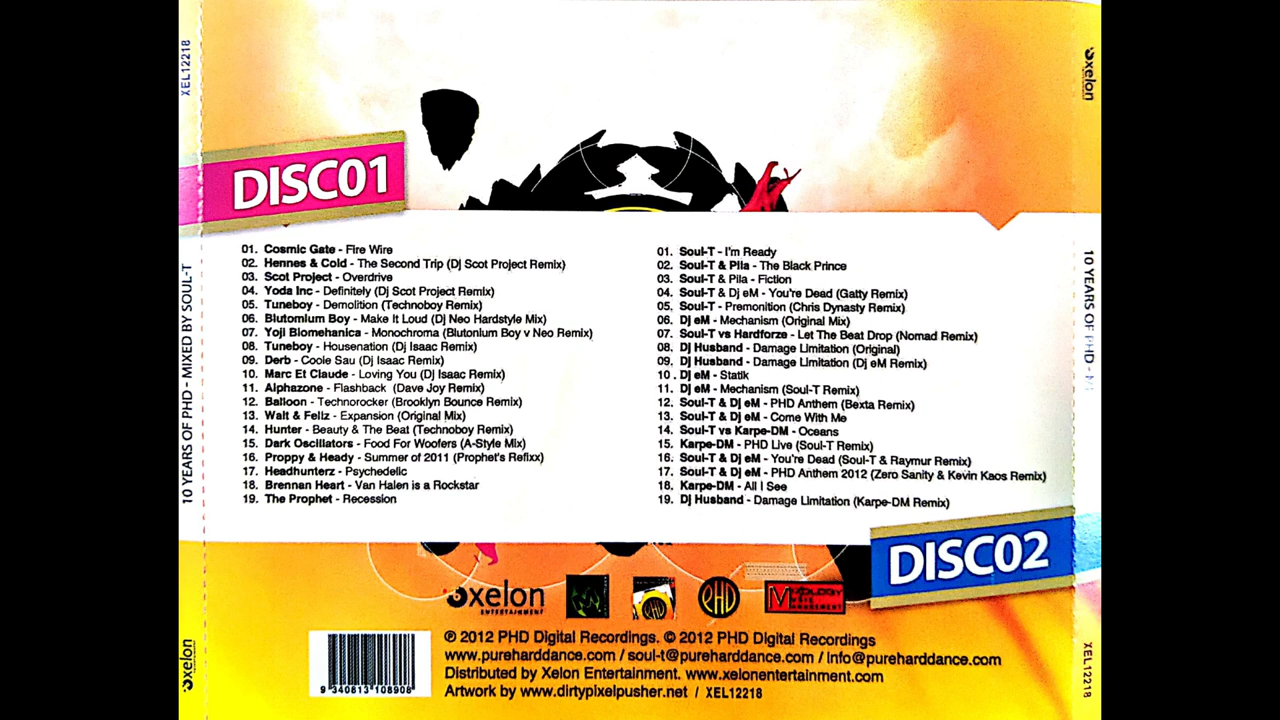 XEL12218
xelon
DISC01
01. Cosmic Gate - Fire Wire
02. Hennes & Cold - The Second Trip (Dj Scot Project Remix)
03. Scot Project - Overdrive
04. Yoda Inc - Definitely (Dj Scot Project Remix)
05. Tuneboy - Demolition (Technoboy Remix)
06. Blutomium Boy - Make It Loud (Dj Neo Hardstyle Mix)
07. Yoji Biomehanica - Monochroma (Blutonium Boy v Neo Remix)
08. Tuneboy - Housenation (Dj Isaac Remix)
09. Derb - Coole Sau (Dj Isaac Remix)
10. Marc Et Claude - Loving You (Dj Isaac Remix)
11. Alphazone - Flashback (Dave Joy Remix)
12. Balloon - Technorocker (Brooklyn Bounce Remix)
13. Walt & Feliz - Expansion (Original Mix)
14. Hunter - Beauty & The Beat (Technoboy Remix)
15. Dark Oscillators - Food For Woofers (A-Style Mix)
16. Proppy & Heady - Summer of 2011 (Prophet's Refixx)
17. Headhunterz - Psychedelic
18. Brennan Heart - Van Halen is a Rockstar
19. The Prophet - Recession
01. Soul-T - I'm Ready
02. Soul-T & Pila - The Black Prince
03. Soul-T & Pila - Fiction
04. Soul-T & Dj eM - You're Dead (Gatty Remix)
05. Soul-T - Premonition (Chris Dynasty Remix)
06. Dj eM - Mechanism (Original Mix)
07. Soul-T vs Hardforze - Let The Beat Drop (Nomad Remix)
08. Dj Husband - Damage Limitation (Original)
09. Dj Husband - Damage Limitation (Dj eM Remix)
10 . Dj eM - Statik
11. Dj eM - Mechanism (Soul-T Remix)
12. Soul-T & Dj eM - PHD Anthem (Bexta Remix)
13. Soul-T & Dj eM - Come With Me
14. Soul-T vs Karpe-DM - Oceans
15. Karpe-DM - PHD Live (Soul-T Remix)
16. Soul-T & Dj eM - You're Dead (Soul-T & Raymur Remix)
17. Soul-T & Dj eM - PHD Anthem 2012 (Zero Sanity & Kevin Kaos Remix)
18. Karpe-DM - All I See
19. Dj Husband - Damage Limitation (Karpe-DM Remix)
DISC02
10 YEARS OF PHD - MIXED BY SOUL-T
10 YEARS OF PHD - M
xelon
ENTERTAINMENT
PHD
PHD
MIXOLOGY
MUSIC
MANAGEMENT
℗ 2012 PHD Digital Recordings. © 2012 PHD Digital Recordings
www.pureharddance.com / soul-t@pureharddance.com / info@pureharddance.com
Distributed by Xelon Entertainment. www.xelonentertainment.com
Artwork by www.dirtypixelpusher.net / XEL12218
9 340613 108908
xelon
XEL12218